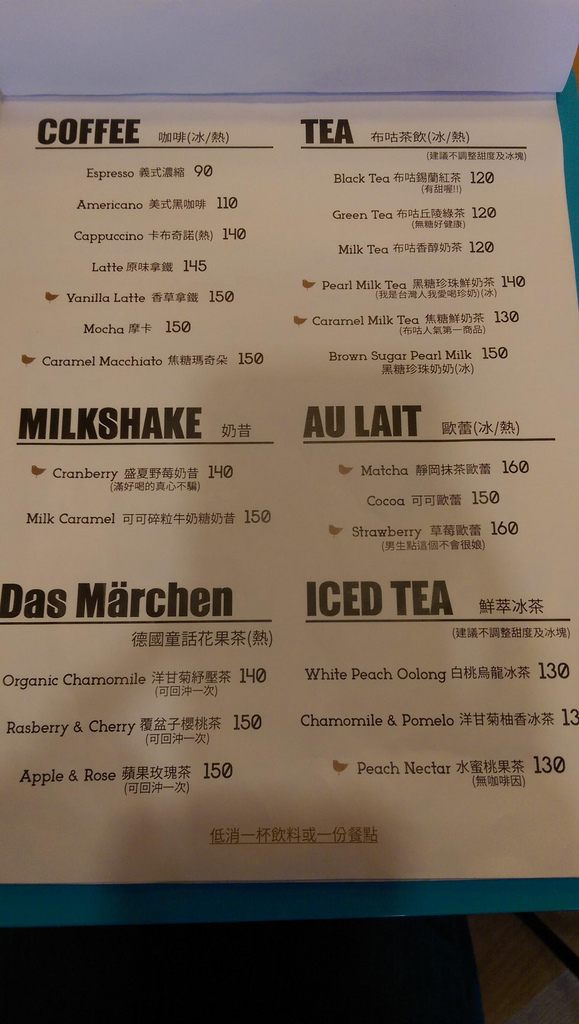 COFFEE 咖啡(冰/熱)
Espresso 義式濃縮 90
Americano 美式黑咖啡 110
Cappuccino 卡布奇諾(熱) 140
Latte 原味拿鐵 145
Vanilla Latte 香草拿鐵 150
Mocha 摩卡 150
Caramel Macchiato 焦糖瑪奇朵 150
TEA 布咕茶飲(冰/熱)
(建議不調整甜度及冰塊)
Black Tea 布咕錫蘭紅茶 120
(有甜喔!!)
Green Tea 布咕丘陵綠茶 120
(無糖好健康)
Milk Tea 布咕香醇奶茶 120
Pearl Milk Tea 黑糖珍珠鮮奶茶 140
(我是台灣人我愛喝珍奶)(冰)
Caramel Milk Tea 焦糖鮮奶茶 130
(布咕人氣第一商品)
Brown Sugar Pearl Milk 150
黑糖珍珠奶奶(冰)
MILKSHAKE 奶昔
Cranberry 盛夏野莓奶昔 140
(滿好喝的真心不騙)
Milk Caramel 可可碎粒牛奶糖奶昔 150
AU LAIT 歐蕾(冰/熱)
Matcha 靜岡抹茶歐蕾 160
Cocoa 可可歐蕾 150
Strawberry 草莓歐蕾 160
(男生點這個不會很娘)
Das Märchen
德國童話花果茶(熱)
Organic Chamomile 洋甘菊紓壓茶 140
(可回沖一次)
Rasberry & Cherry 覆盆子櫻桃茶 150
(可回沖一次)
Apple & Rose 蘋果玫瑰茶 150
(可回沖一次)
ICED TEA 鮮萃冰茶
(建議不調整甜度及冰塊)
White Peach Oolong 白桃烏龍冰茶 130
Chamomile & Pomelo 洋甘菊柚香冰茶 13
Peach Nectar 水蜜桃果茶 130
(無咖啡因)
低消一杯飲料或一份餐點